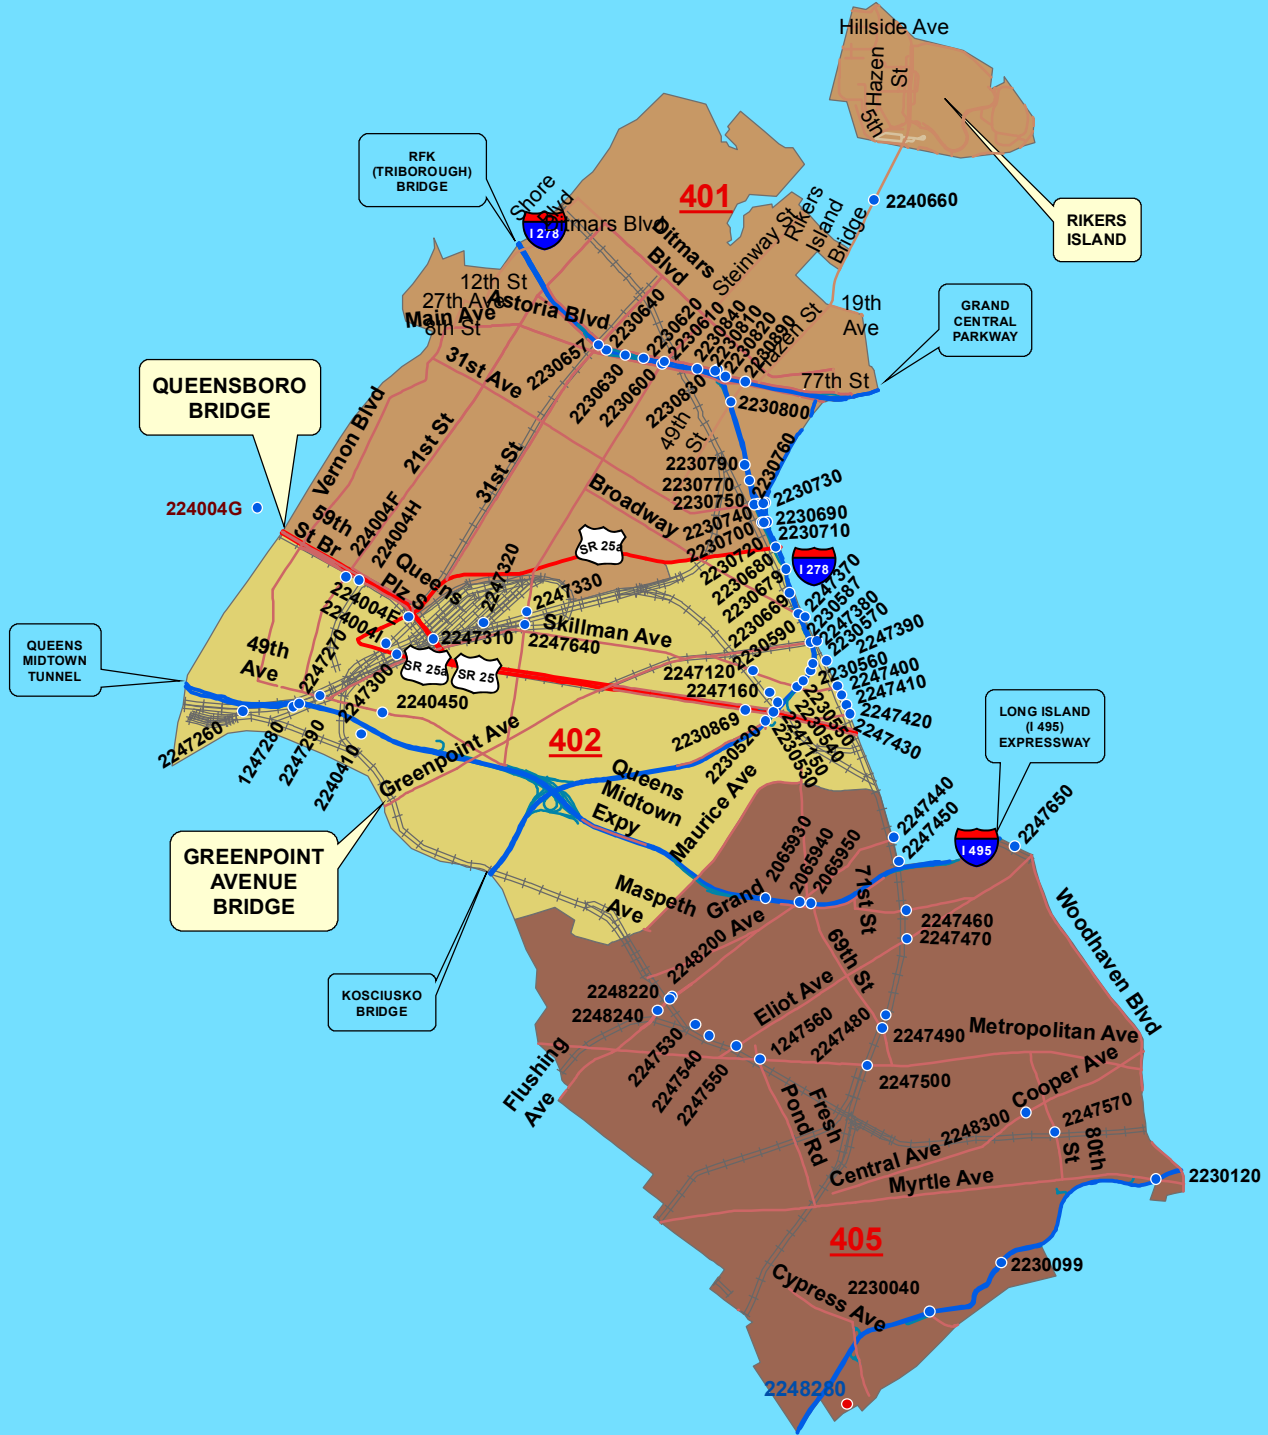 Hillside Ave
Hazen
St
5th
RFK
(TRIBOROUGH)
BRIDGE
401
2240660
RIKERS
ISLAND
Shore
Blvd
I 278
Ditmars Blvd
Ditmars
Blvd
Steinway St
Rikers
Island
Bridge
12th St
27th Ave
Main Ave
8th St
Astoria Blvd
19th
Ave
GRAND
CENTRAL
PARKWAY
2230640
2230620
2230610
2230840
2230810
2230820
2230890
Hazen St
77th St
2230657
2230630
2230600
2230830
2230800
31st Ave
QUEENSBORO
BRIDGE
Vernon Blvd
21st St
31st St
49th
St
2230790
2230770
2230750
2230760
2230730
2230740
2230690
2230700
2230710
Broadway
224004G
59th
St Br
224004F
224004H
Queens
Plz S
SR 25a
2230720
I 278
2230680
2230679
2230669
2247370
2230587
2247380
2230570
2247390
2247320
2247330
224004E
224004I
Skillman Ave
2247310
2247640
2230590
QUEENS
MIDTOWN
TUNNEL
49th
Ave
2247270
2247300
SR 25a
SR 25
2247120
2247160
2230560
2247400
2247410
2247420
2247430
2240450
2230869
2230550
2230540
2247150
2230530
2230520
LONG ISLAND
(I 495)
EXPRESSWAY
2247260
1247280
2247290
2240410
Greenpoint Ave
402
Queens
Midtown
Expy
Maurice Ave
GREENPOINT
AVENUE
BRIDGE
2247440
2247450
I 495
2247650
2065930
2065940
2065950
Maspeth
Ave
Grand
Ave
71st St
2247460
2247470
Woodhaven Blvd
2248200
69th St
KOSCIUSKO
BRIDGE
2248220
2248240
Eliot Ave
2247530
2247540
2247550
1247560
2247480
2247490
Metropolitan Ave
Flushing
Ave
2247500
Cooper Ave
Fresh
Pond Rd
2248300
2247570
80th
St
Central Ave
Myrtle Ave
2230120
405
2230099
2230040
Cypress Ave
2248280